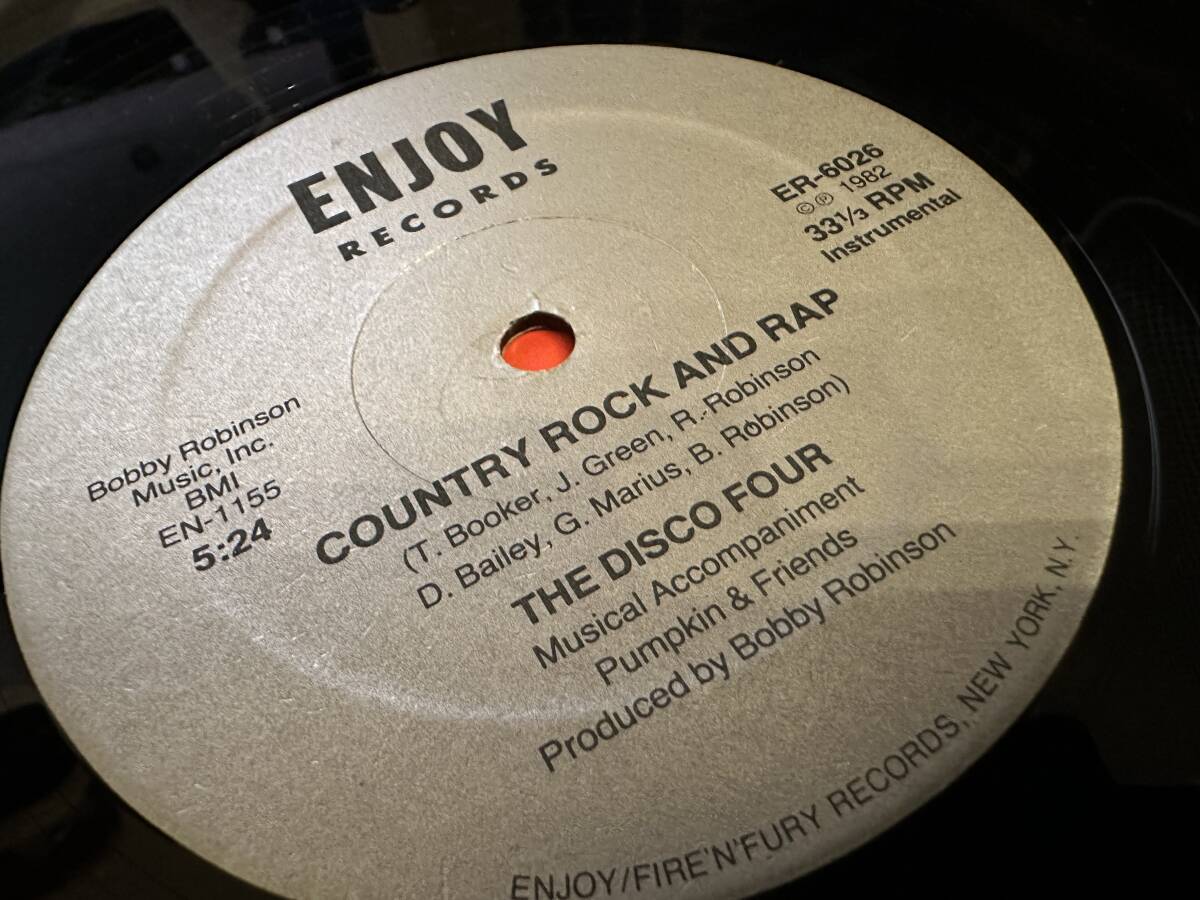 ENJOY
RECORDS
ER-6026
©℗ 1982
33⅓ RPM
Instrumental
Bobby Robinson
Music, Inc.
BMI
EN-1155
5:24
COUNTRY ROCK AND RAP
(T. Booker, J. Green, R. Robinson
D. Bailey, G. Marius, B. Robinson)
THE DISCO FOUR
Musical Accompaniment
Pumpkin & Friends
Produced by Bobby Robinson
ENJOY/FIRE'N'FURY RECORDS, NEW YORK, N.Y.